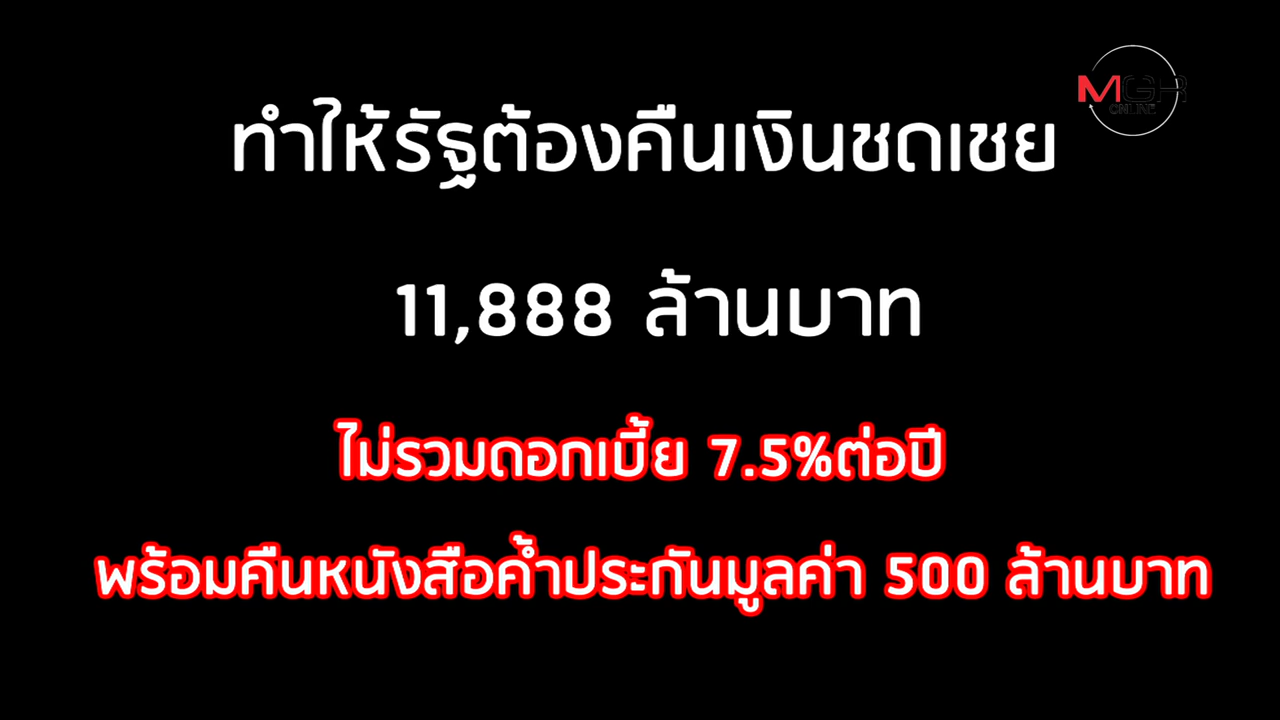 MGR
ONLINE
ทำให้รัฐต้องคืนเงินชดเชย
11,888 ล้านบาท
ไม่รวมดอกเบี้ย 7.5%ต่อปี
พร้อมคืนหนังสือค้ำประกันมูลค่า 500 ล้านบาท